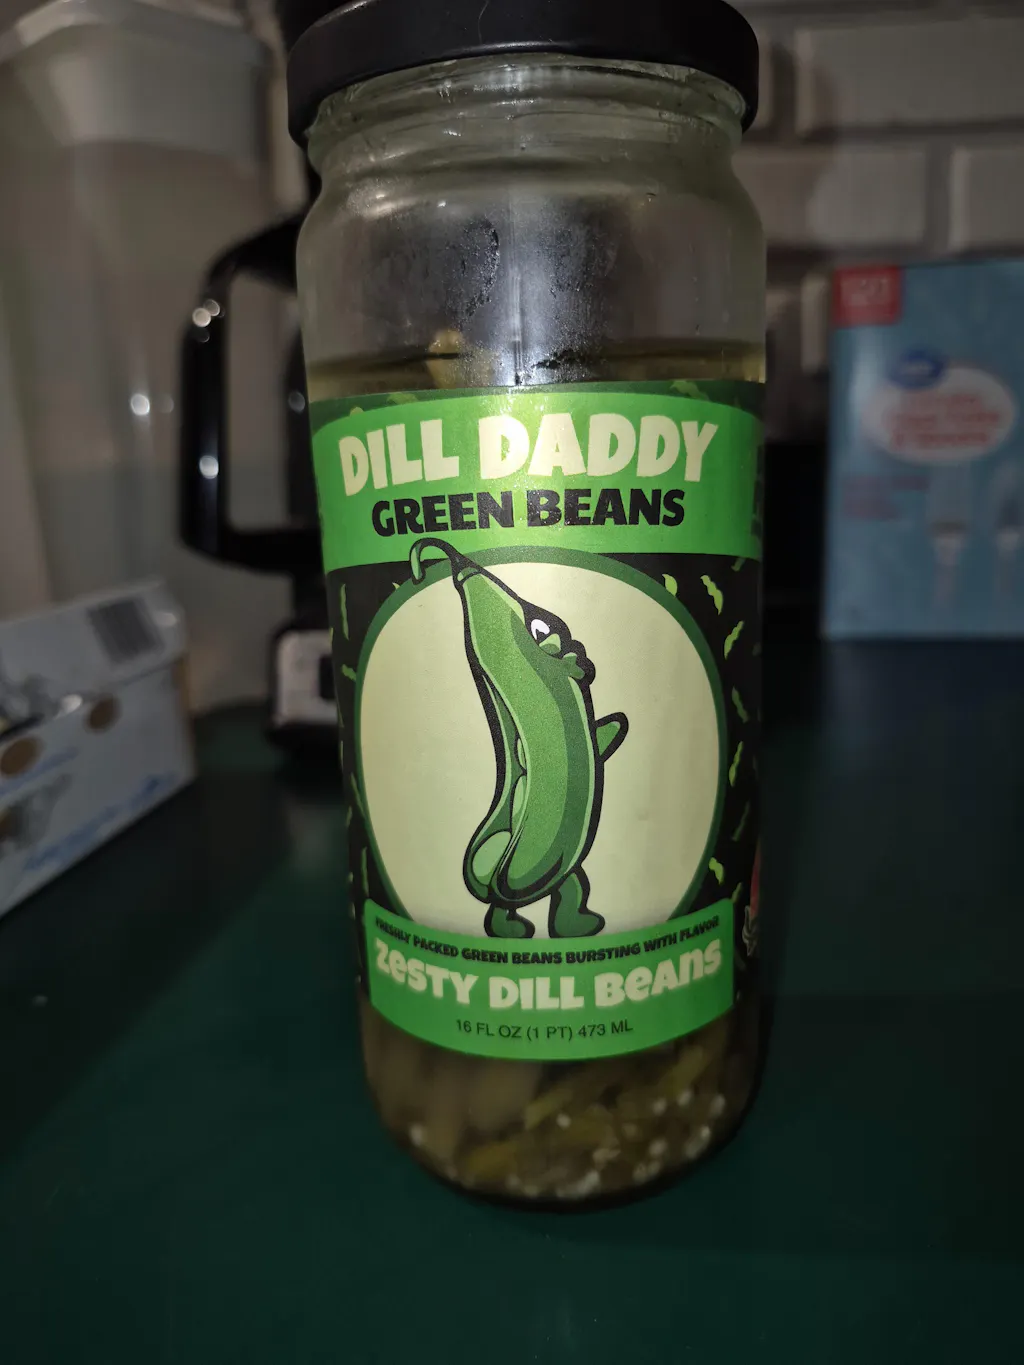 DILL DADDY
GREEN BEANS
FRESHLY PACKED GREEN BEANS BURSTING WITH FLAVOR
ZESTY DILL BEANS
16 FL OZ (1 PT) 473 ML